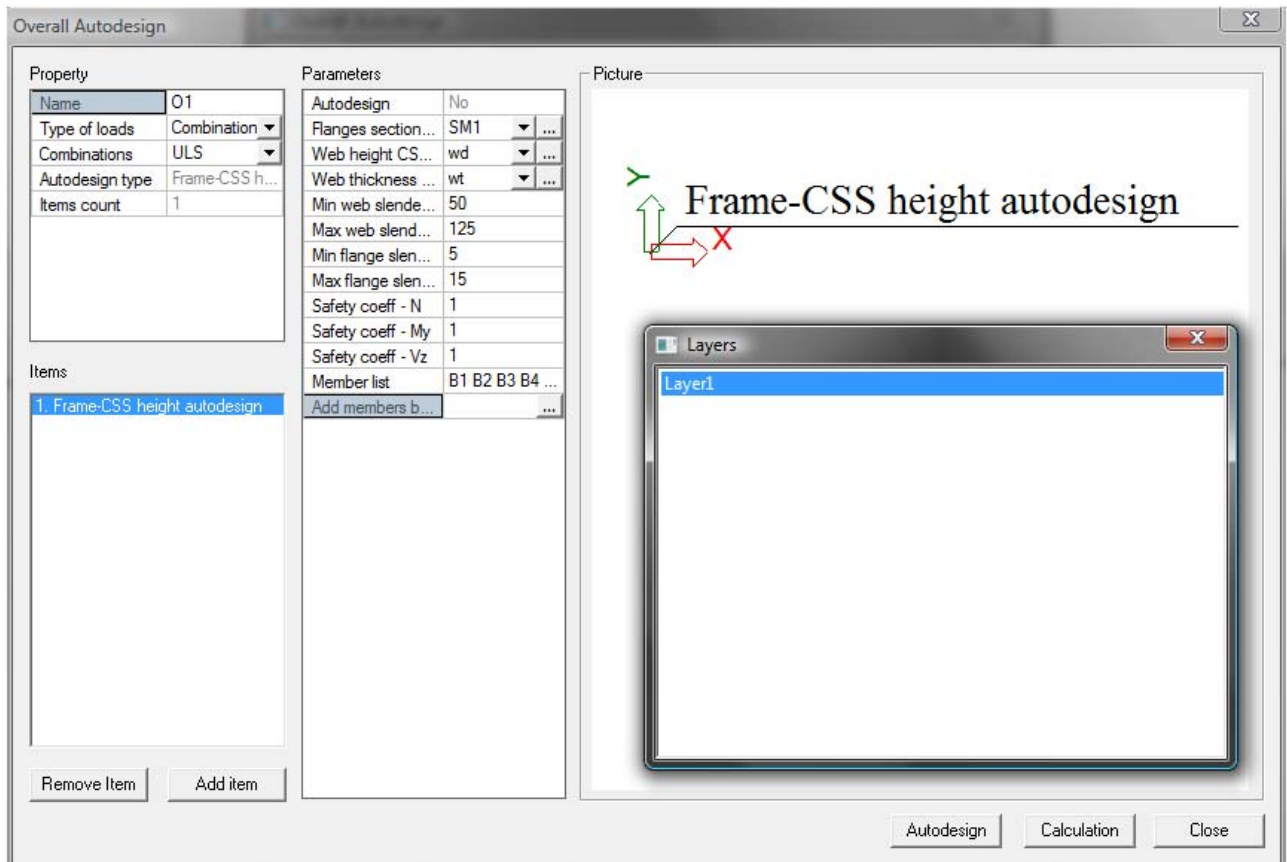 Overall Autodesign
Property
Name O1
Type of loads Combination
Combinations ULS
Autodesign type Frame-CSS h...
Items count 1
Items
1. Frame-CSS height autodesign
Remove Item Add item
Parameters
Autodesign No
Flanges section... SM1 ...
Web height CS... wd ...
Web thickness ... wt ...
Min web slende... 50
Max web slend... 125
Min flange slen... 5
Max flange slen... 15
Safety coeff - N 1
Safety coeff - My 1
Safety coeff - Vz 1
Member list B1 B2 B3 B4 ...
Add members b... ...
Picture
Y
Frame-CSS height autodesign
X
Layers
Layer1
Autodesign Calculation Close